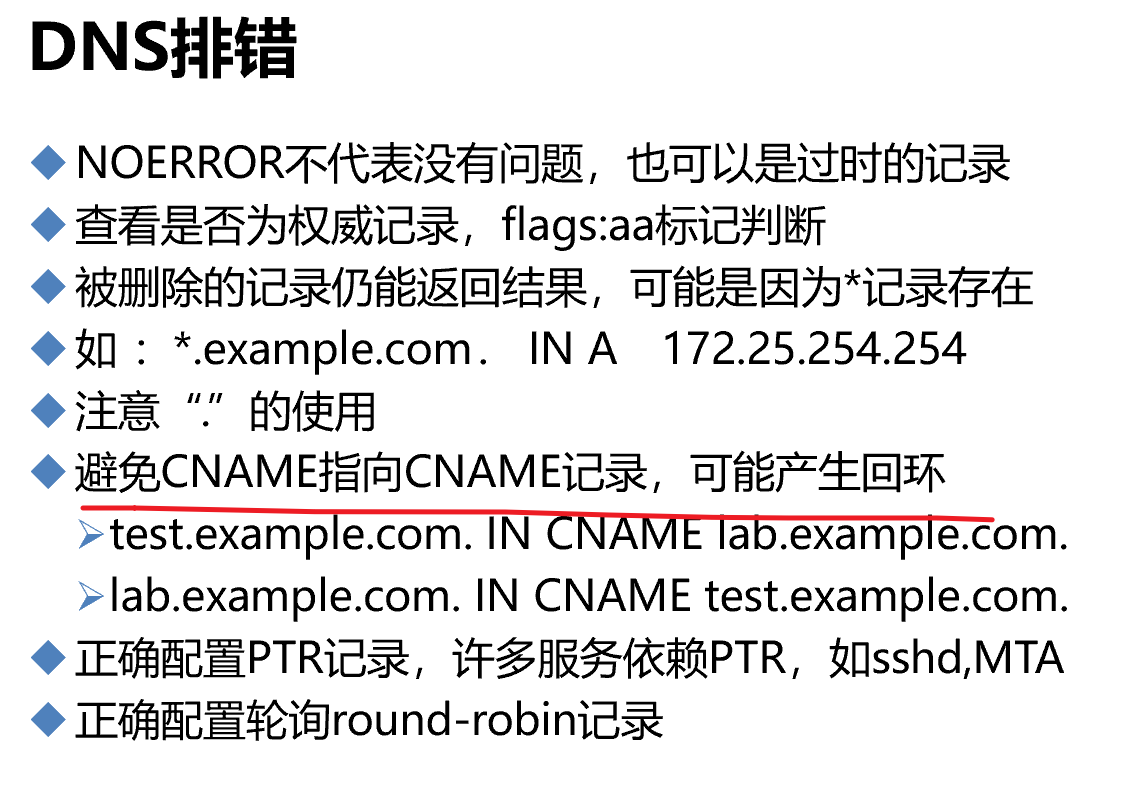 DNS排错
NOERROR不代表没有问题，也可以是过时的记录
查看是否为权威记录，flags:aa标记判断
被删除的记录仍能返回结果，可能是因为*记录存在
如 ：*.example.com． IN A 172.25.254.254
注意“.”的使用
避免CNAME指向CNAME记录，可能产生回环
test.example.com. IN CNAME lab.example.com.
lab.example.com. IN CNAME test.example.com.
正确配置PTR记录，许多服务依赖PTR，如sshd,MTA
正确配置轮询round-robin记录